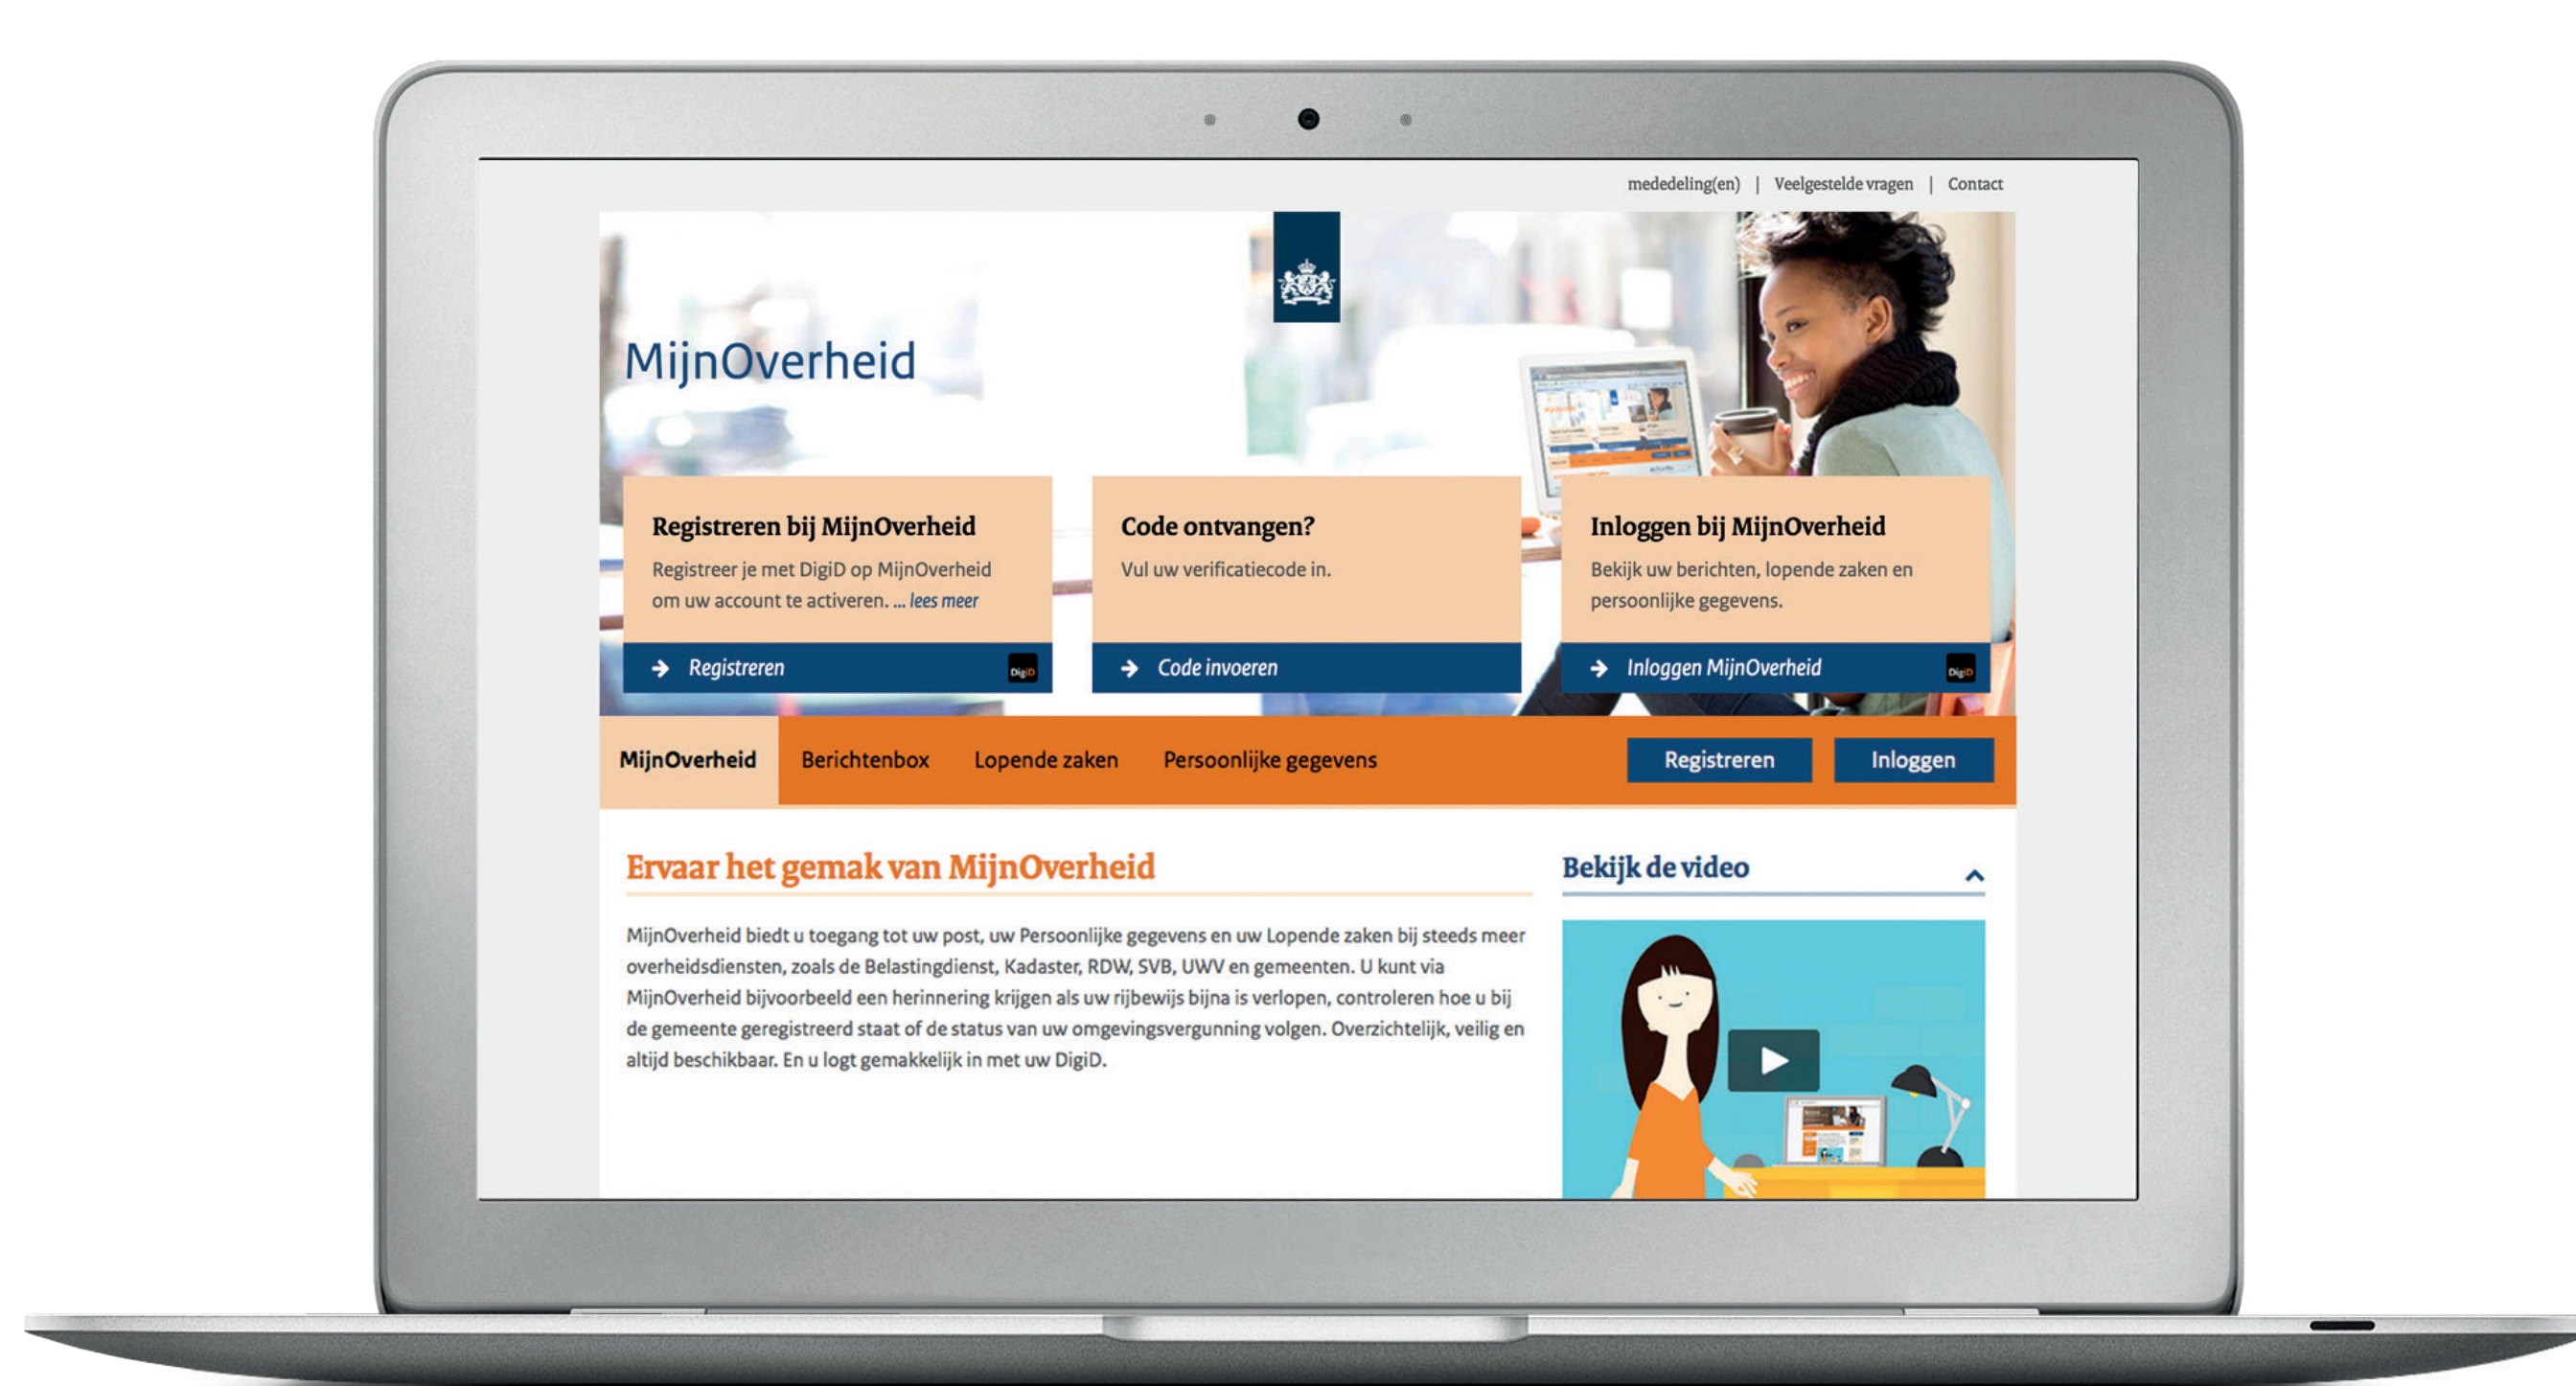 mededeling(en) | Veelgestelde vragen | Contact
MijnOverheid
Registreren bij MijnOverheid
Registreer je met DigiD op MijnOverheid
om uw account te activeren. ... lees meer
Registreren
DigiD
Code ontvangen?
Vul uw verificatiecode in.
Code invoeren
Inloggen bij MijnOverheid
Bekijk uw berichten, lopende zaken en
persoonlijke gegevens.
Inloggen MijnOverheid
DigiD
MijnOverheid Berichtenbox Lopende zaken Persoonlijke gegevens Registreren Inloggen
Ervaar het gemak van MijnOverheid
MijnOverheid biedt u toegang tot uw post, uw Persoonlijke gegevens en uw Lopende zaken bij steeds meer
overheidsdiensten, zoals de Belastingdienst, Kadaster, RDW, SVB, UWV en gemeenten. U kunt via
MijnOverheid bijvoorbeeld een herinnering krijgen als uw rijbewijs bijna is verlopen, controleren hoe u bij
de gemeente geregistreerd staat of de status van uw omgevingsvergunning volgen. Overzichtelijk, veilig en
altijd beschikbaar. En u logt gemakkelijk in met uw DigiD.
Bekijk de video